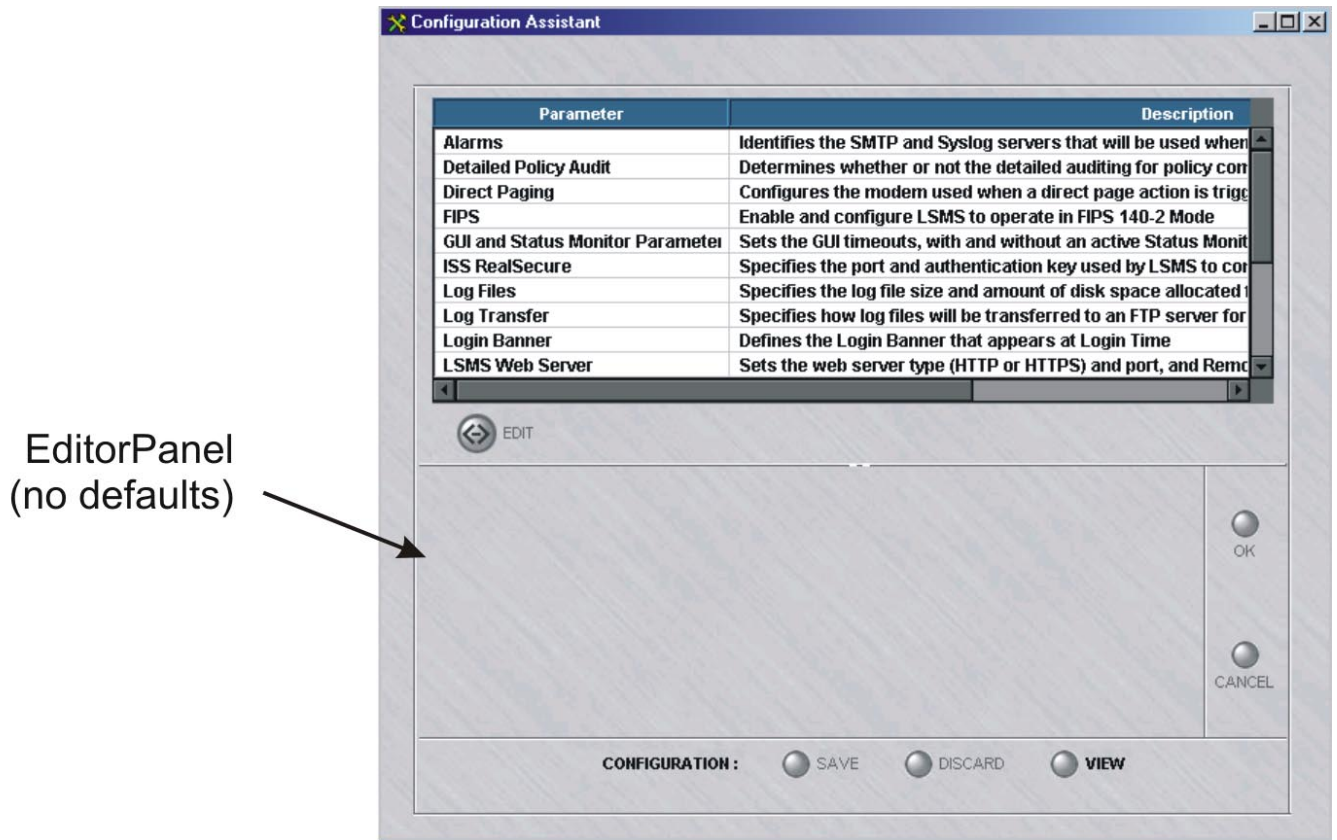 Configuration Assistant
Parameter Description
Alarms Identifies the SMTP and Syslog servers that will be used when
Detailed Policy Audit Determines whether or not the detailed auditing for policy com
Direct Paging Configures the modem used when a direct page action is trigg
FIPS Enable and configure LSMS to operate in FIPS 140-2 Mode
GUI and Status Monitor Parameter Sets the GUI timeouts, with and without an active Status Monit
ISS RealSecure Specifies the port and authentication key used by LSMS to con
Log Files Specifies the log file size and amount of disk space allocated
Log Transfer Specifies how log files will be transferred to an FTP server for
Login Banner Defines the Login Banner that appears at Login Time
LSMS Web Server Sets the web server type (HTTP or HTTPS) and port, and Remo
EDIT
EditorPanel
(no defaults)
OK
CANCEL
CONFIGURATION : SAVE DISCARD VIEW